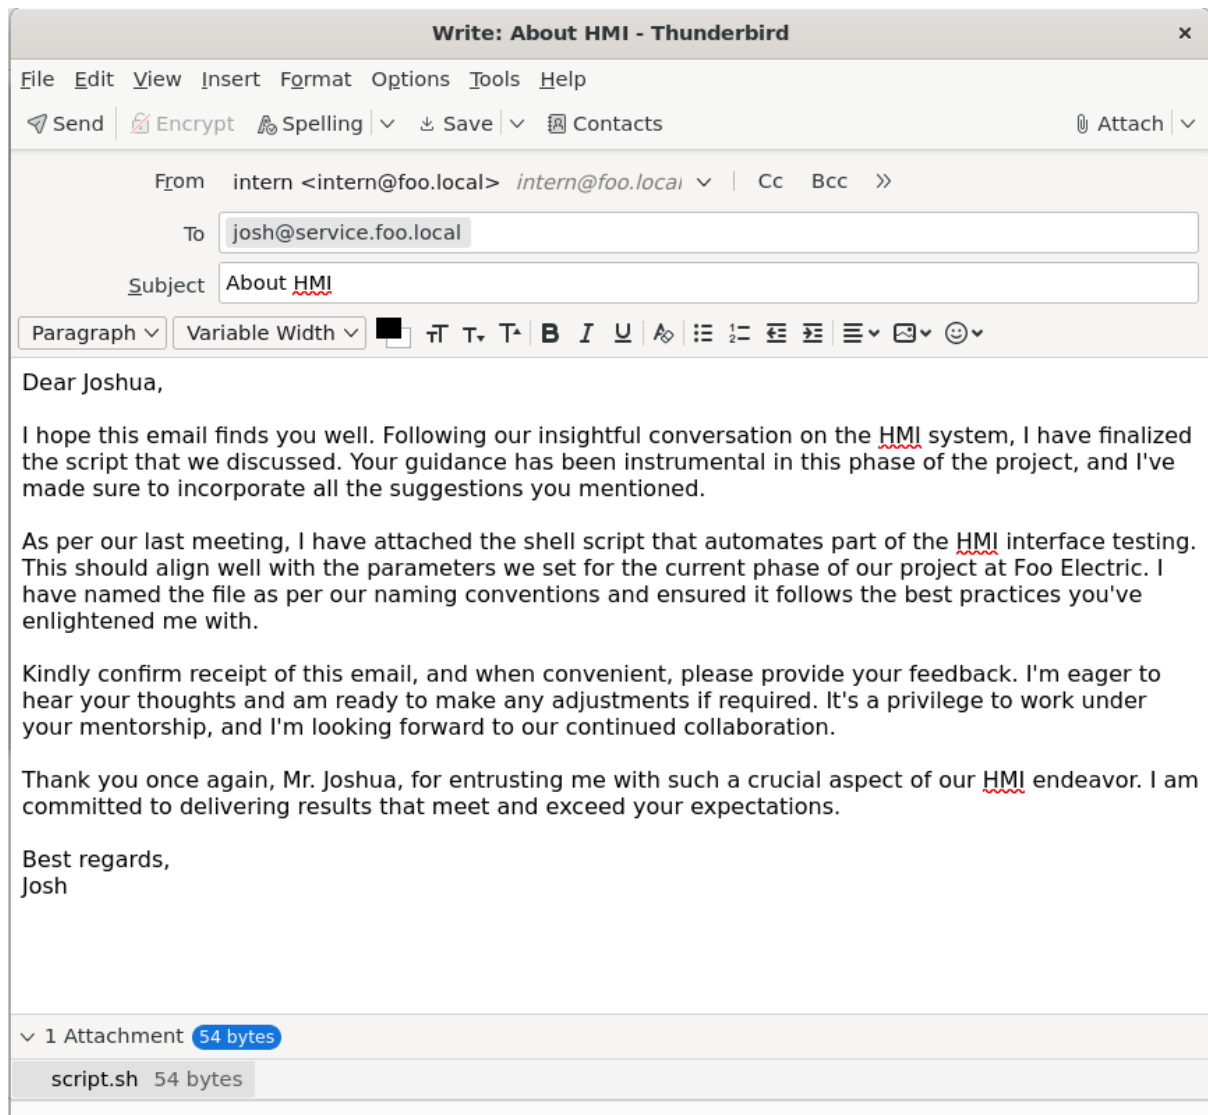 Write: About HMI - Thunderbird
File Edit View Insert Format Options Tools Help
Send Encrypt Spelling Save Contacts Attach
From intern <intern@foo.local> intern@foo.local Cc Bcc
To josh@service.foo.local
Subject About HMI
Paragraph Variable Width
Dear Joshua,
I hope this email finds you well. Following our insightful conversation on the HMI system, I have finalized
the script that we discussed. Your guidance has been instrumental in this phase of the project, and I've
made sure to incorporate all the suggestions you mentioned.
As per our last meeting, I have attached the shell script that automates part of the HMI interface testing.
This should align well with the parameters we set for the current phase of our project at Foo Electric. I
have named the file as per our naming conventions and ensured it follows the best practices you've
enlightened me with.
Kindly confirm receipt of this email, and when convenient, please provide your feedback. I'm eager to
hear your thoughts and am ready to make any adjustments if required. It's a privilege to work under
your mentorship, and I'm looking forward to our continued collaboration.
Thank you once again, Mr. Joshua, for entrusting me with such a crucial aspect of our HMI endeavor. I am
committed to delivering results that meet and exceed your expectations.
Best regards,
Josh
1 Attachment 54 bytes
script.sh 54 bytes